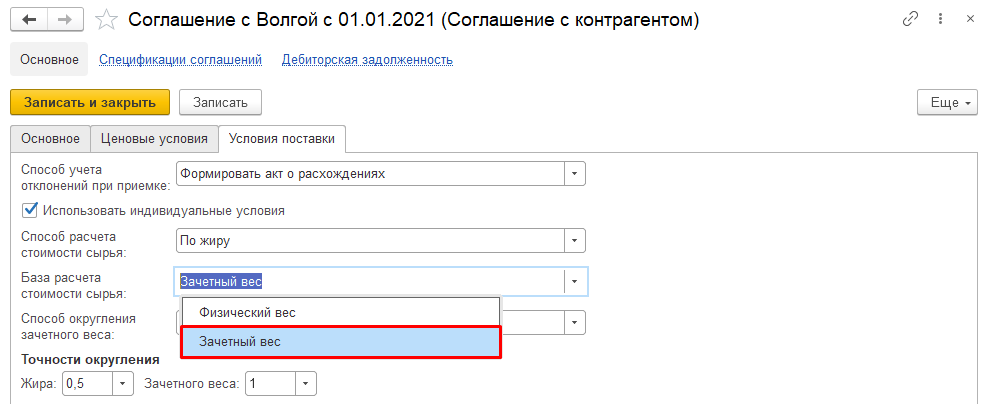 Соглашение с Волгой с 01.01.2021 (Соглашение с контрагентом)
Основное Спецификации соглашений Дебиторская задолженность
Записать и закрыть Записать Еще
Основное Ценовые условия Условия поставки
Способ учета
отклонений при приемке: Формировать акт о расхождениях
Использовать индивидуальные условия
Способ расчета
стоимости сырья: По жиру
База расчета
стоимости сырья: Зачетный вес
Физический вес
Способ округления
зачетного веса:
Зачетный вес
Точности округления
Жира: 0,5 Зачетного веса: 1